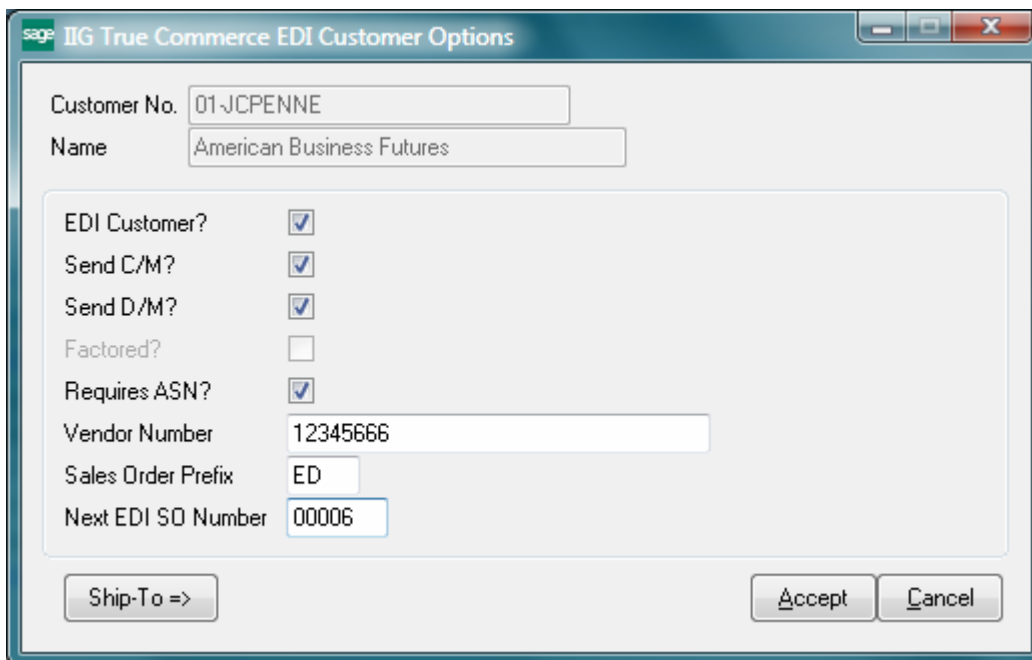 sage IIG True Commerce EDI Customer Options
Customer No. 01-JCPENNE
Name American Business Futures
EDI Customer?
Send C/M?
Send D/M?
Factored?
Requires ASN?
Vendor Number 12345666
Sales Order Prefix ED
Next EDI SO Number 00006
Ship-To => Accept Cancel